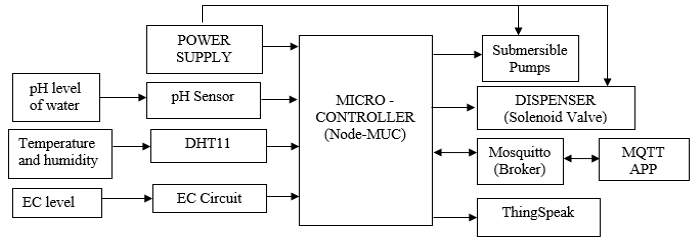 POWER
SUPPLY
Submersible
Pumps
pH level
of water
pH Sensor
MICRO -
CONTROLLER
(Node-MUC)
DISPENSER
(Solenoid Valve)
Temperature
and humidity
DHT11
Mosquitto
(Broker)
MQTT
APP
EC level
EC Circuit
ThingSpeak